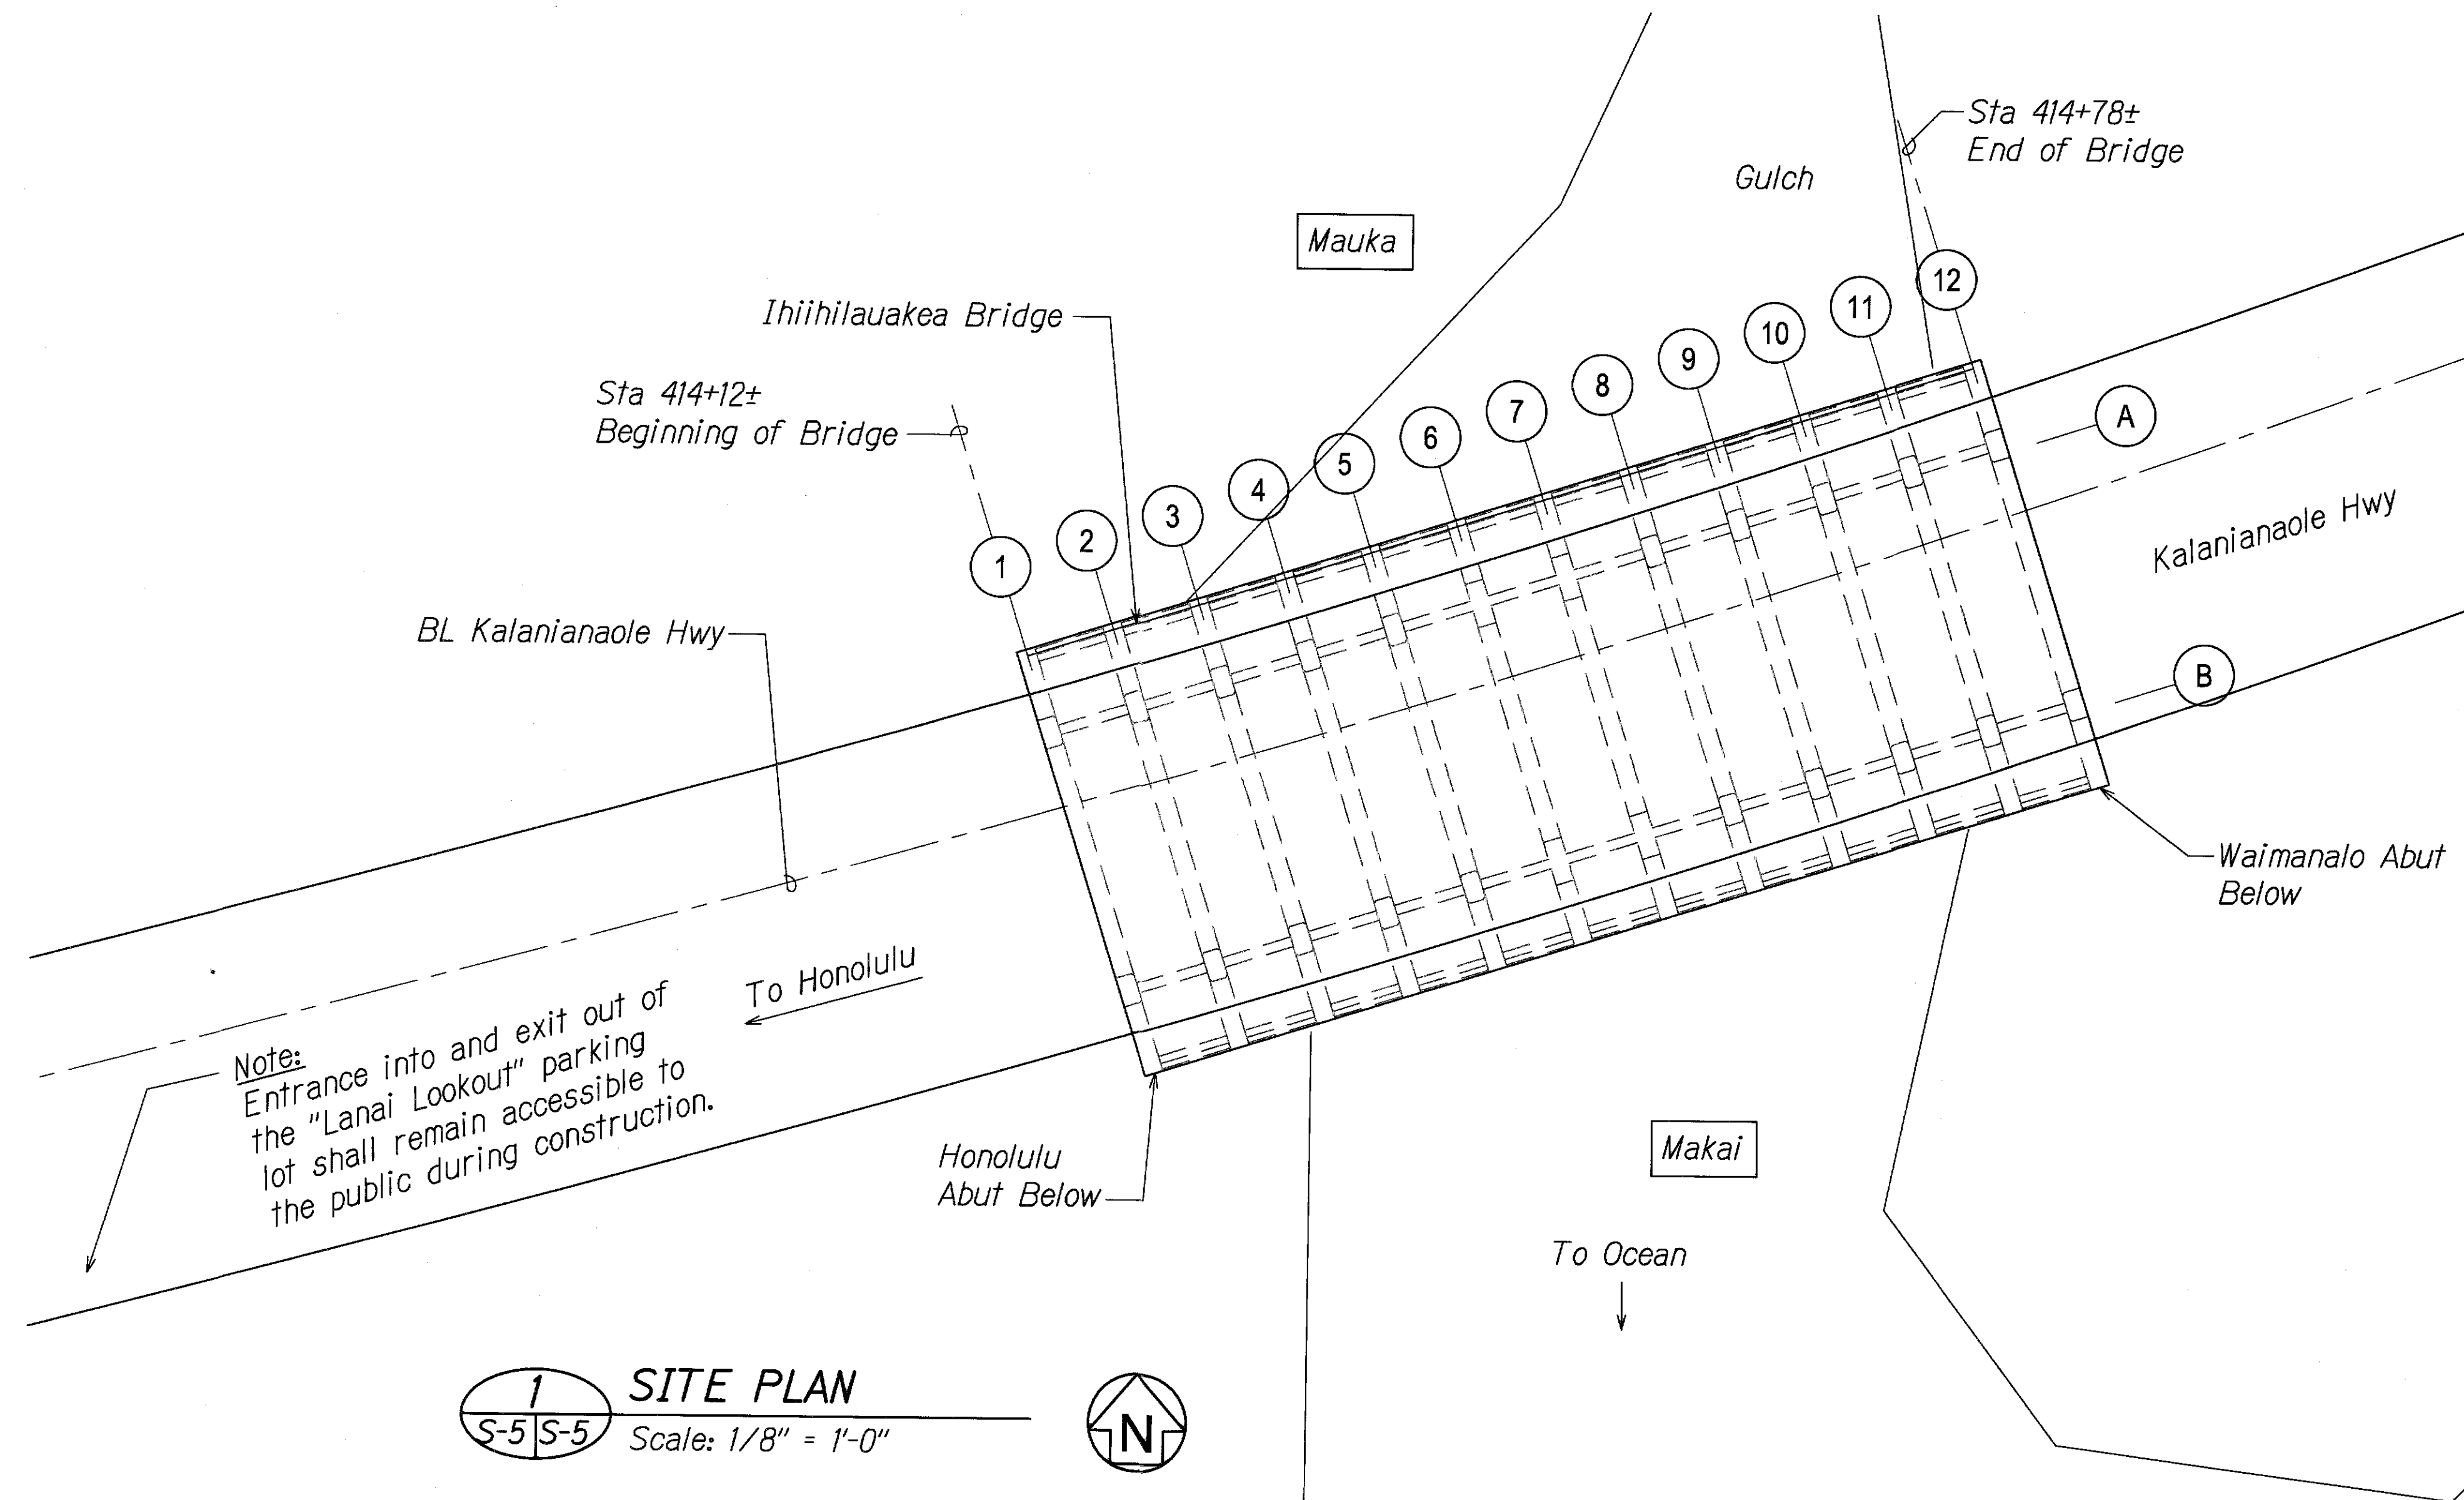 Sta 414+78±
End of Bridge
Gulch
Mauka
12
11
10
9
8
7
6
5
4
3
2
1
Ihiihilauakea Bridge
Sta 414+12±
Beginning of Bridge
A
Kalanianaole Hwy
B
BL Kalanianaole Hwy
Waimanalo Abut
Below
To Honolulu
Note:
Entrance into and exit out of
the "Lanai Lookout" parking
lot shall remain accessible to
the public during construction.
Honolulu
Abut Below
Makai
To Ocean
1
S-5 S-5
SITE PLAN
Scale: 1/8" = 1'-0"
N